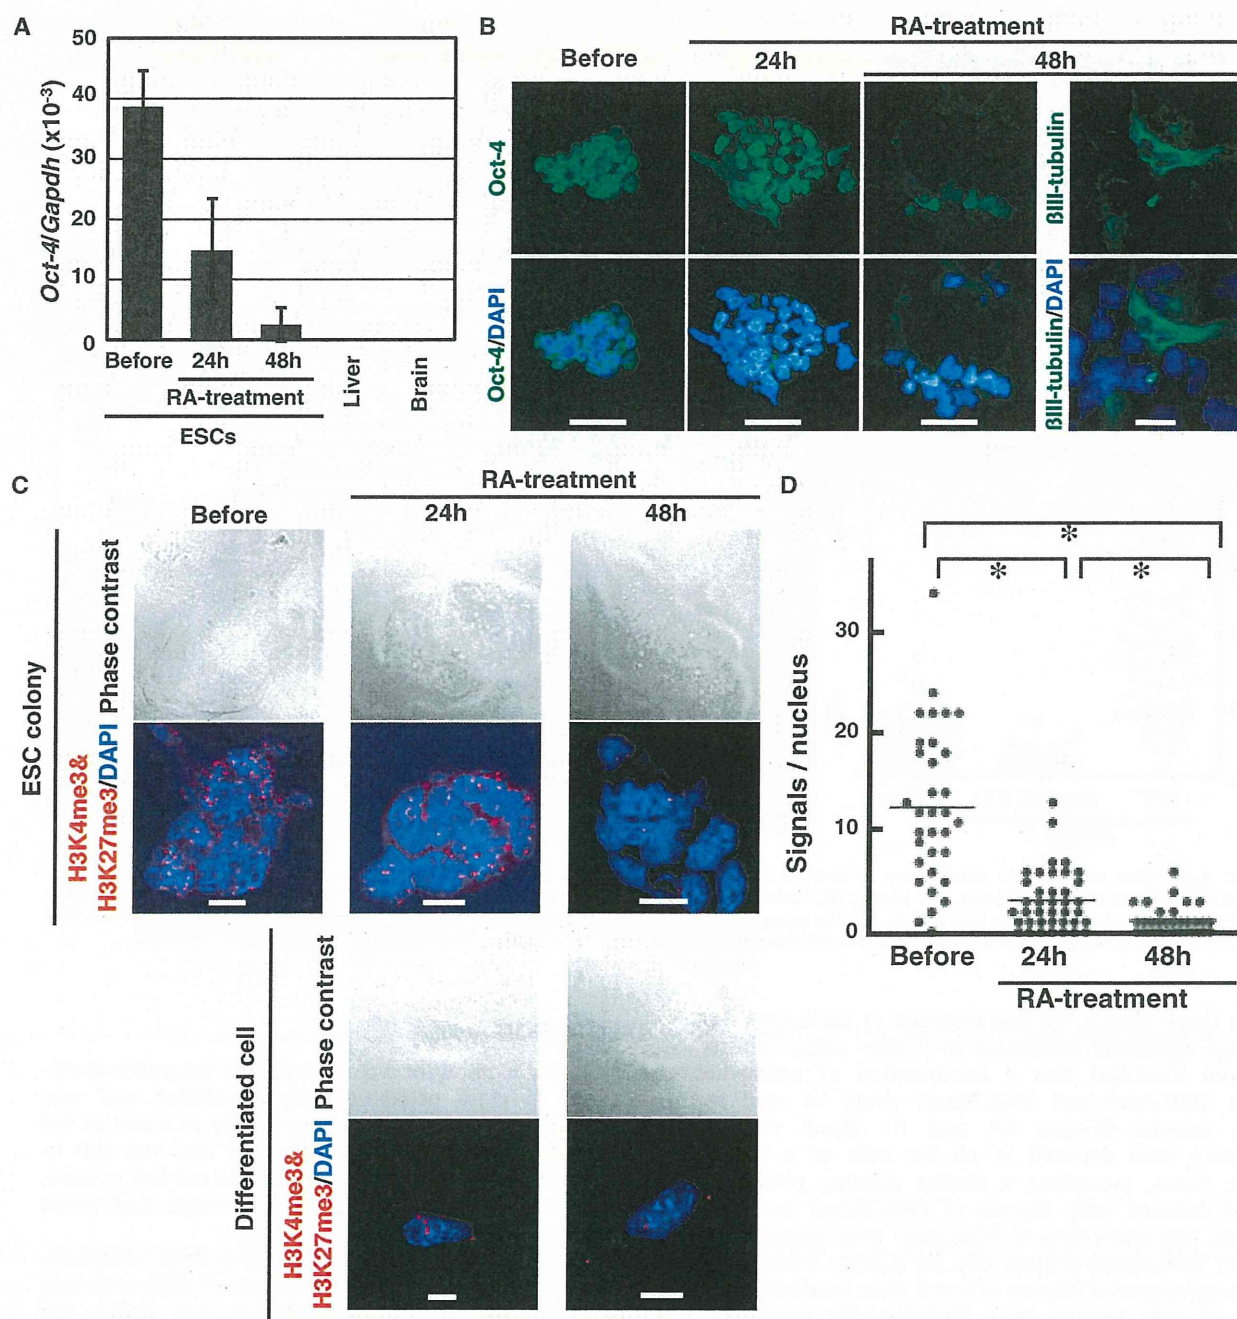 A
50
40
30
20
10
0
Oct-4/Gapdh (x10-3)
Before
24h
48h
RA-treatment
ESCs
Liver
Brain
B
RA-treatment
Before
24h
48h
Oct-4
Oct-4/DAPI
βIII-tubulin
βIII-tubulin/DAPI
C
RA-treatment
Before
24h
48h
ESC colony
Phase contrast
H3K4me3&
H3K27me3/DAPI
Differentiated cell
Phase contrast
H3K4me3&
H3K27me3/DAPI
D
*
*
*
Signals / nucleus
30
20
10
0
Before
24h
48h
RA-treatment